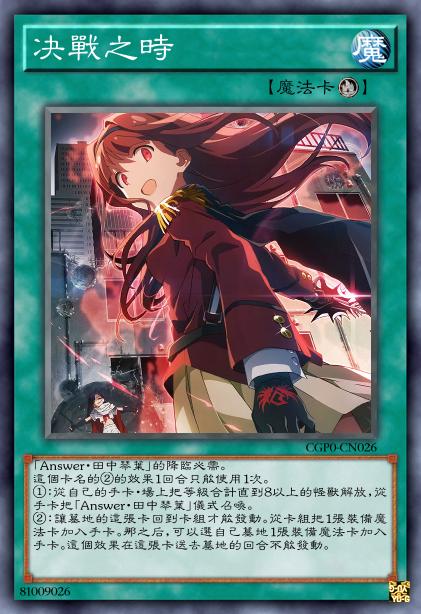 决戰之時
魔
【魔法卡】
CGP0-CN026
「Answer·田中琴葉」的降臨必需。
這個卡名的②的效果1回合只能使用1次。
①:從自己的手卡·場上把等級合計直到8以上的怪獸解放,從
手卡把「Answer·田中琴葉」儀式召喚。
②:讓墓地的這張卡回到卡組才能發動。從卡組把1張裝備魔
法卡加入手卡。那之后,可以選自己墓地1張裝備魔法卡加入
手卡。這個效果在這張卡送去墓地的回合不能發動。
81009026